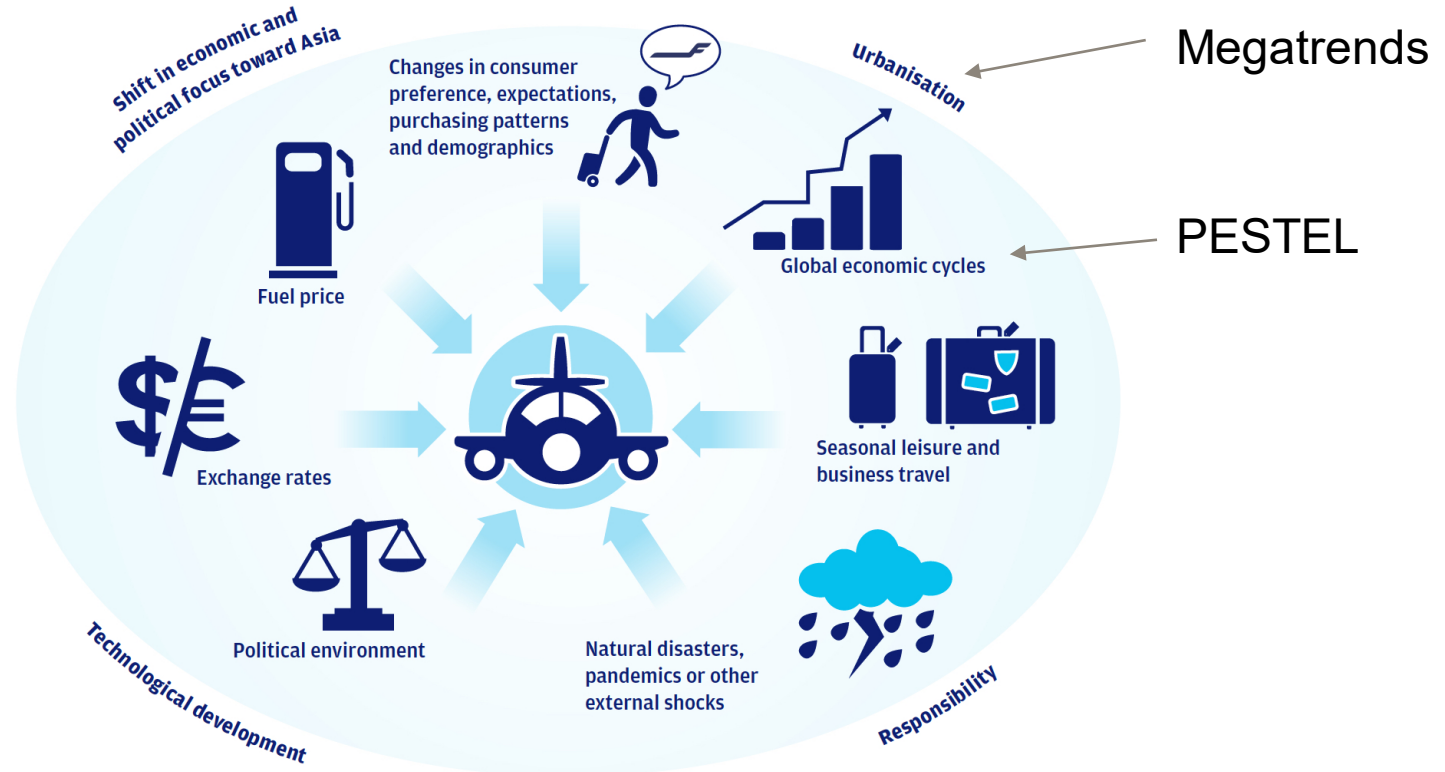 Shift in economic and
political focus toward Asia
Changes in consumer
preference, expectations,
purchasing patterns
and demographics
Urbanisation
Megatrends
PESTEL
Global economic cycles
Fuel price
$/€
Exchange rates
Seasonal leisure and
business travel
Political environment
Natural disasters,
pandemics or other
external shocks
Technological development
Responsibility